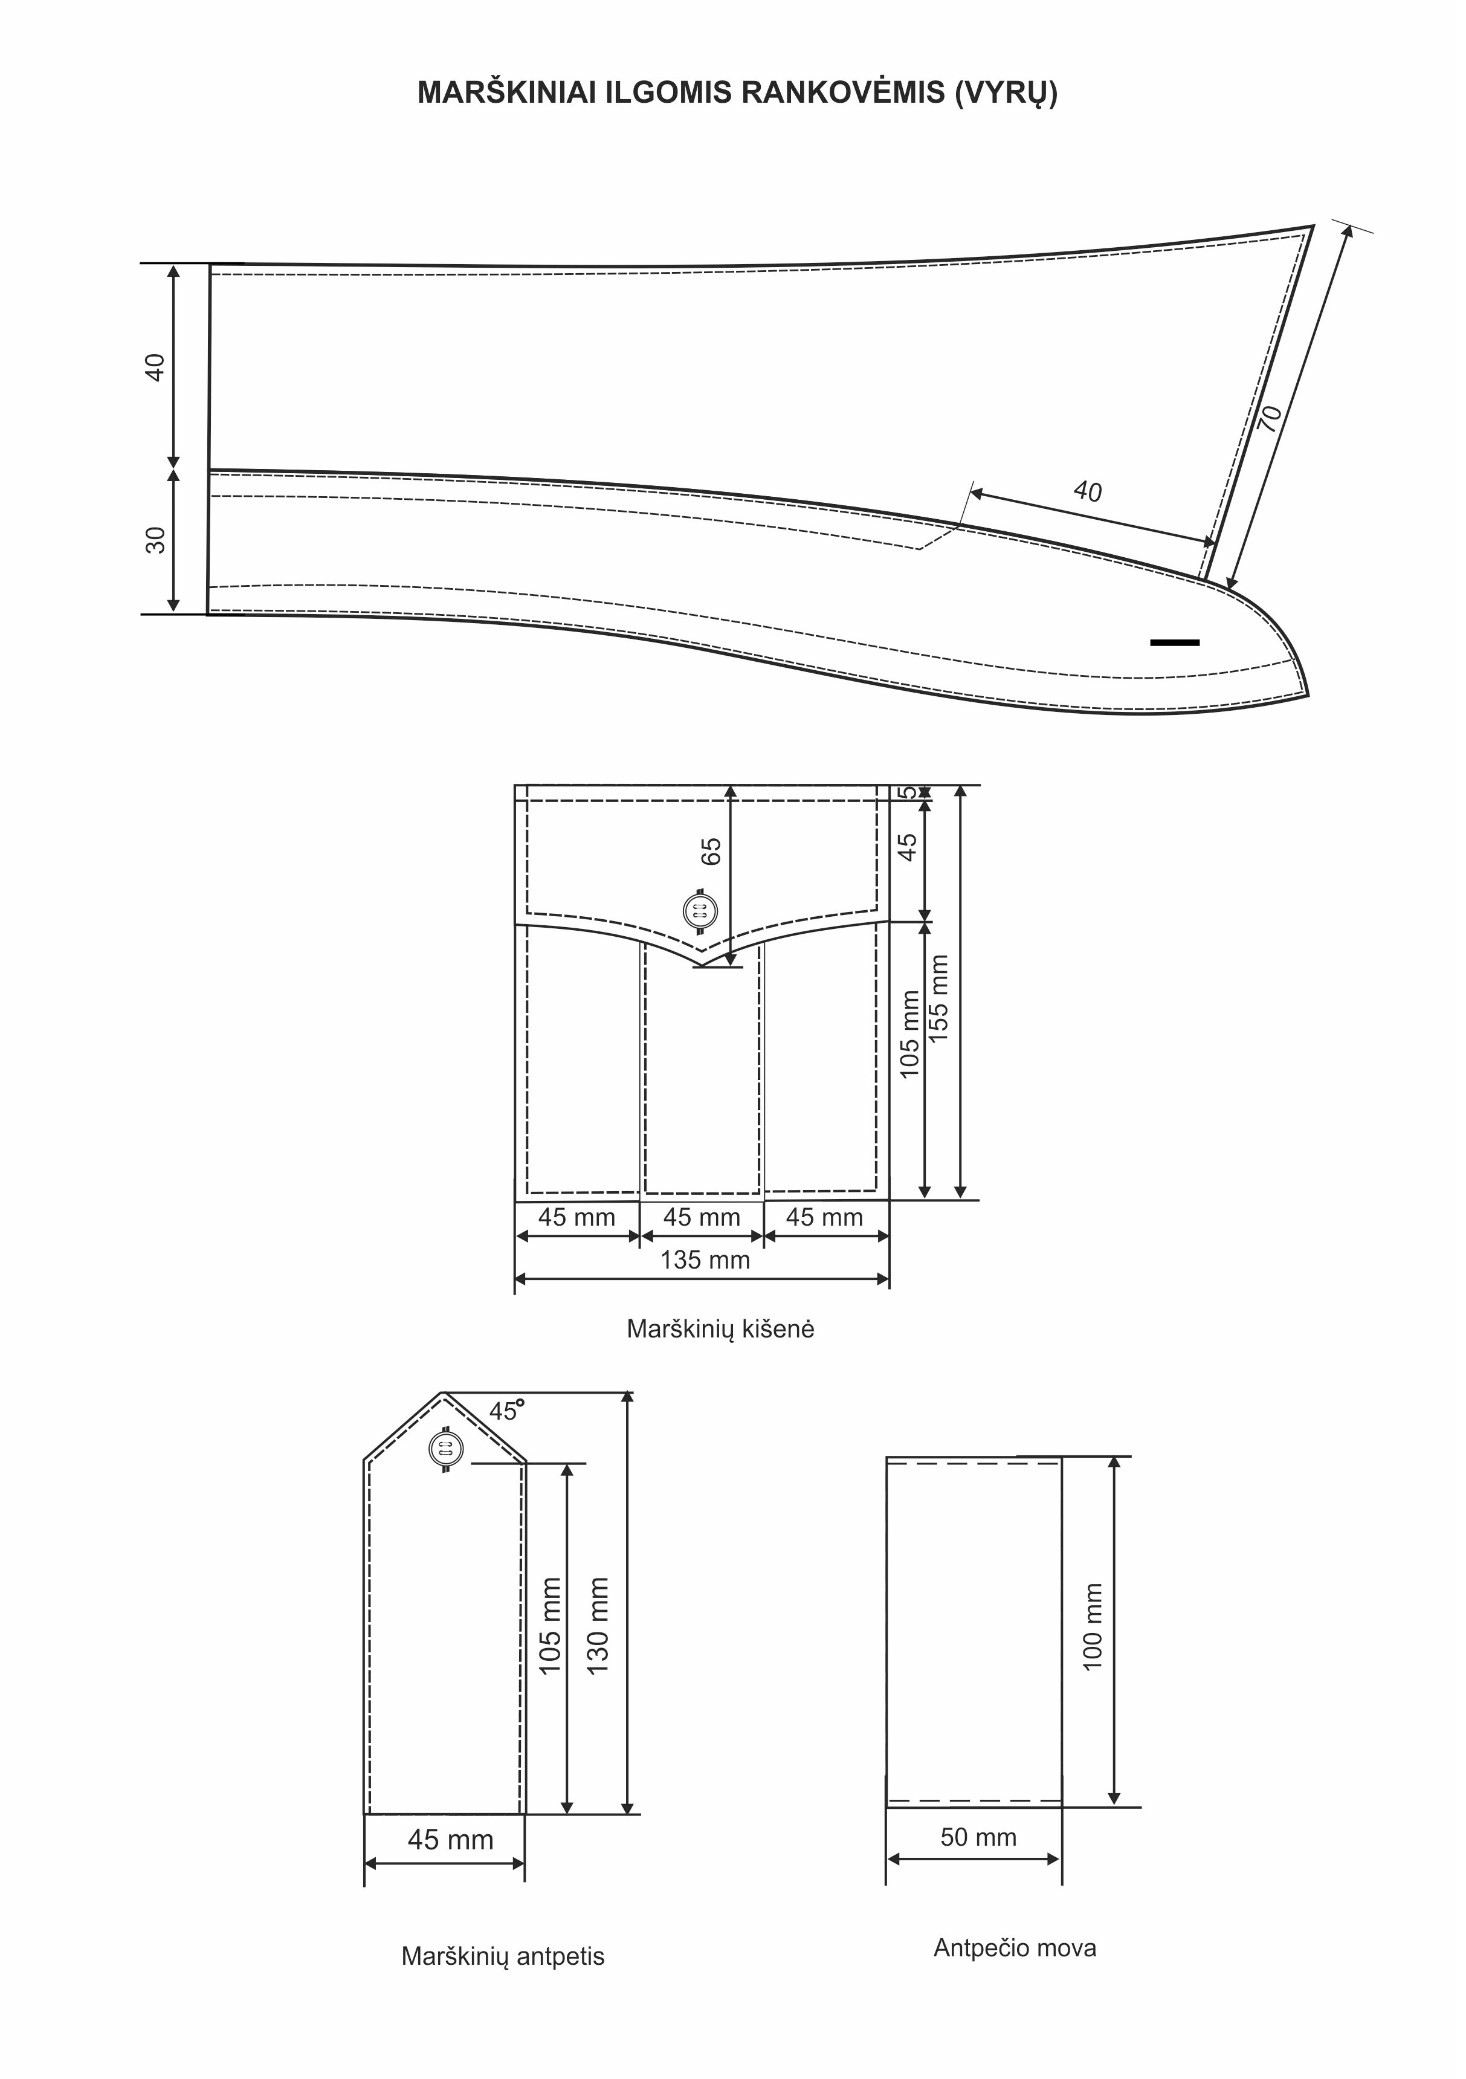 MARŠKINIAI ILGOMIS RANKOVĖMIS (VYRŲ)
40
30
70
40
5
45
65
105 mm
155 mm
45 mm 45 mm 45 mm
135 mm
Marškinių kišenė
45°
105 mm
130 mm
45 mm
Marškinių antpetis
100 mm
50 mm
Antpečio mova